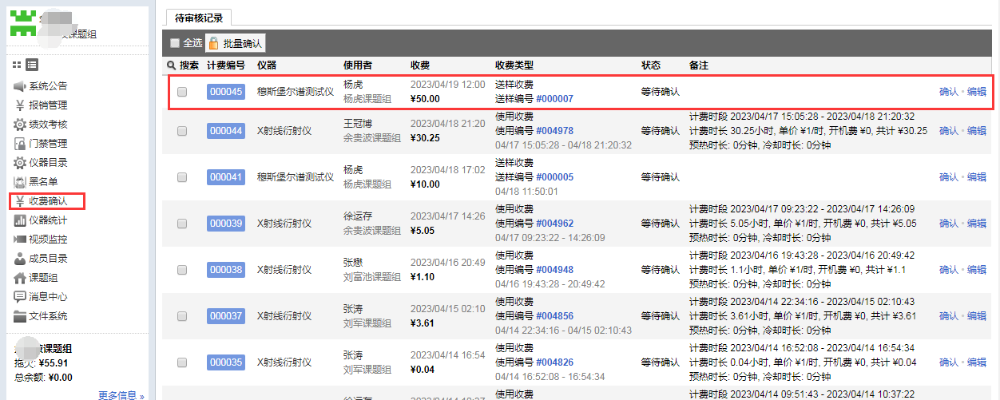 课题组
系统公告
¥ 报销管理
绩效考核
门禁管理
仪器目录
黑名单
¥ 收费确认
仪器统计
视频监控
成员目录
课题组
消息中心
文件系统
课题组
拖欠: ¥55.91
总余额: ¥0.00
更多信息 »
待审核记录
全选 批量确认
搜索 计费编号 仪器 使用者 收费 收费类型 状态 备注
000045 穆斯堡尔谱测试仪 杨虎 2023/04/19 12:00 送样收费 等待确认 确认 · 编辑
杨虎课题组 ¥50.00 送样编号 #000007
000044 X射线衍射仪 王冠博 2023/04/18 21:20 使用收费 等待确认 计费时段 2023/04/17 15:05:28 - 2023/04/18 21:20:32 确认 · 编辑
余责波课题组 ¥30.25 使用编号 #004978 计费时长 30.25小时, 单价 ¥1/时, 开机费 ¥0, 共计 ¥30.25
04/17 15:05:28 - 04/18 21:20:32 预热时长: 0分钟, 冷却时长: 0分钟
000041 穆斯堡尔谱测试仪 杨虎 2023/04/18 17:02 送样收费 等待确认 确认 · 编辑
杨虎课题组 ¥10.00 送样编号 #000005
04/18 11:50:01
000039 X射线衍射仪 徐运存 2023/04/17 14:26 使用收费 等待确认 计费时段 2023/04/17 09:23:22 - 2023/04/17 14:26:09 确认 · 编辑
余责波课题组 ¥5.05 使用编号 #004962 计费时长 5.05小时, 单价 ¥1/时, 开机费 ¥0, 共计 ¥5.05
04/17 09:23:22 - 14:26:09 预热时长: 0分钟, 冷却时长: 0分钟
000038 X射线衍射仪 张懋 2023/04/16 20:49 使用收费 等待确认 计费时段 2023/04/16 19:43:28 - 2023/04/16 20:49:42 确认 · 编辑
刘富池课题组 ¥1.10 使用编号 #004948 计费时长 1.1小时, 单价 ¥1/时, 开机费 ¥0, 共计 ¥1.1
04/16 19:43:28 - 20:49:42 预热时长: 0分钟, 冷却时长: 0分钟
000037 X射线衍射仪 张涛 2023/04/15 02:10 使用收费 等待确认 计费时段 2023/04/14 22:34:16 - 2023/04/15 02:10:43 确认 · 编辑
刘军课题组 ¥3.61 使用编号 #004856 计费时长 3.61小时, 单价 ¥1/时, 开机费 ¥0, 共计 ¥3.61
04/14 22:34:16 - 04/15 02:10:43 预热时长: 0分钟, 冷却时长: 0分钟
000035 X射线衍射仪 张涛 2023/04/14 16:54 使用收费 等待确认 计费时段 2023/04/14 16:52:08 - 2023/04/14 16:54:34 确认 · 编辑
刘军课题组 ¥0.04 使用编号 #004826 计费时长 0.04小时, 单价 ¥1/时, 开机费 ¥0, 共计 ¥0.04
04/14 16:52:08 - 16:54:34 预热时长: 0分钟, 冷却时长: 0分钟
使用收费 计费时段 2023/04/14 09:51:43 - 2023/04/14 10:37:22